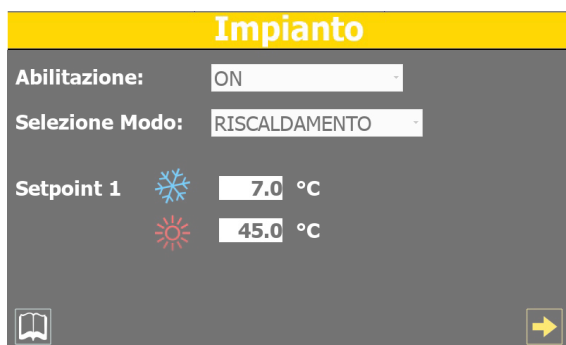 Impianto
Abilitazione: ON
Selezione Modo: RISCALDAMENTO
Setpoint 1 7.0 °C
45.0 °C